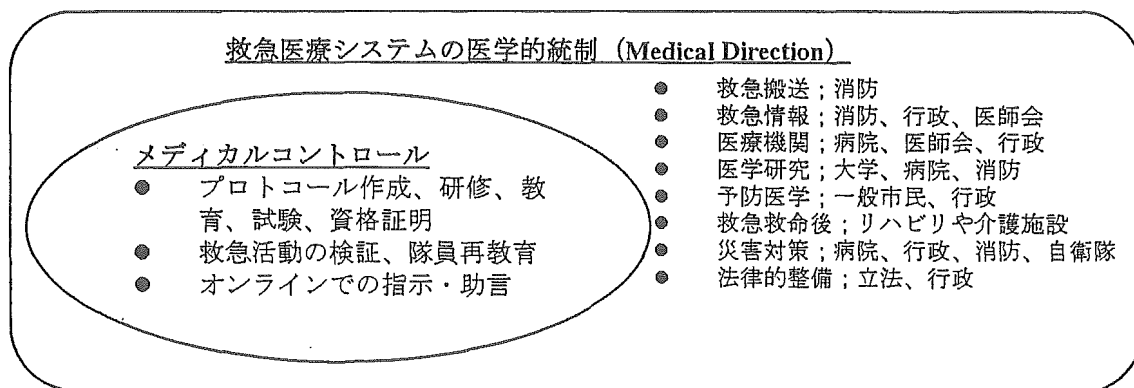 救急医療システムの医学的統制 (Medical Direction)
メディカルコントロール
● プロトコール作成、研修、教
育、試験、資格証明
● 救急活動の検証、隊員再教育
● オンラインでの指示・助言
● 救急搬送；消防
● 救急情報；消防、行政、医師会
● 医療機関；病院、医師会、行政
● 医学研究；大学、病院、消防
● 予防医学；一般市民、行政
● 救急救命後；リハビリや介護施設
● 災害対策；病院、行政、消防、自衛隊
● 法律的整備；立法、行政